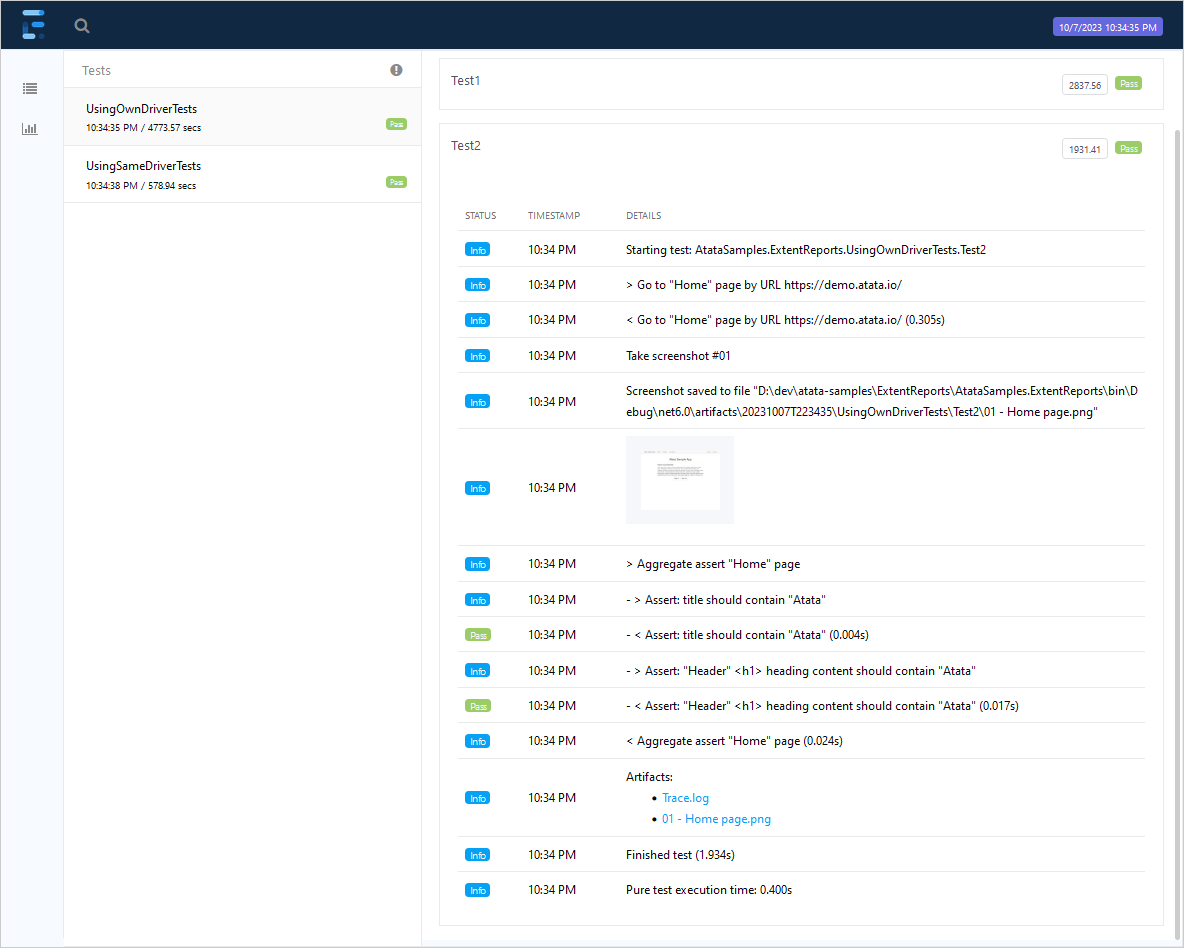 10/7/2023 10:34:35 PM
Tests
UsingOwnDriverTests
10:34:35 PM / 4773.57 secs
Pass
UsingSameDriverTests
10:34:38 PM / 578.94 secs
Pass
Test1
2837.56 Pass
Test2
1931.41 Pass
STATUS TIMESTAMP DETAILS
Info 10:34 PM Starting test: AtataSamples.ExtentReports.UsingOwnDriverTests.Test2
Info 10:34 PM > Go to "Home" page by URL https://demo.atata.io/
Info 10:34 PM < Go to "Home" page by URL https://demo.atata.io/ (0.305s)
Info 10:34 PM Take screenshot #01
Info 10:34 PM Screenshot saved to file "D:\dev\atata-samples\ExtentReports\AtataSamples.ExtentReports\bin\D
ebug\net6.0\artifacts\20231007T223435\UsingOwnDriverTests\Test2\01 - Home page.png"
Info 10:34 PM
Info 10:34 PM > Aggregate assert "Home" page
Info 10:34 PM - > Assert: title should contain "Atata"
Pass 10:34 PM - < Assert: title should contain "Atata" (0.004s)
Info 10:34 PM - > Assert: "Header" <h1> heading content should contain "Atata"
Pass 10:34 PM - < Assert: "Header" <h1> heading content should contain "Atata" (0.017s)
Info 10:34 PM < Aggregate assert "Home" page (0.024s)
Info 10:34 PM Artifacts:
• Trace.log
• 01 - Home page.png
Info 10:34 PM Finished test (1.934s)
Info 10:34 PM Pure test execution time: 0.400s